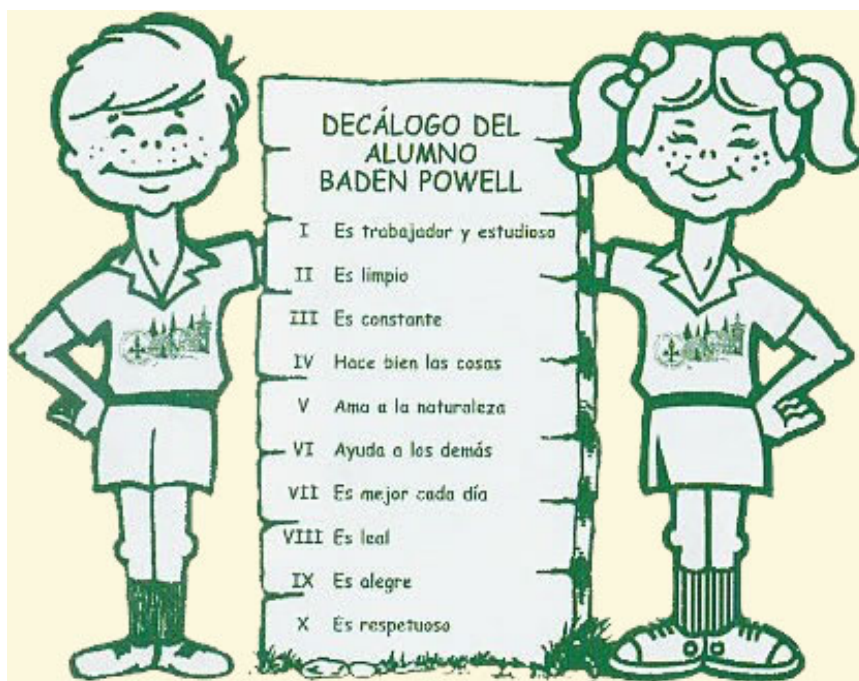 DECÁLOGO DEL
ALUMNO
BADEN POWELL
I Es trabajador y estudioso
II Es limpio
III Es constante
IV Hace bien las cosas
V Ama a la naturaleza
VI Ayuda a los demás
VII Es mejor cada día
VIII Es leal
IX Es alegre
X Es respetuoso